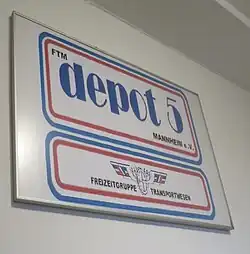 FTM
depot 5
MANNHEIM e.V.
FREIZEITGRUPPE TRANSPORTWESEN